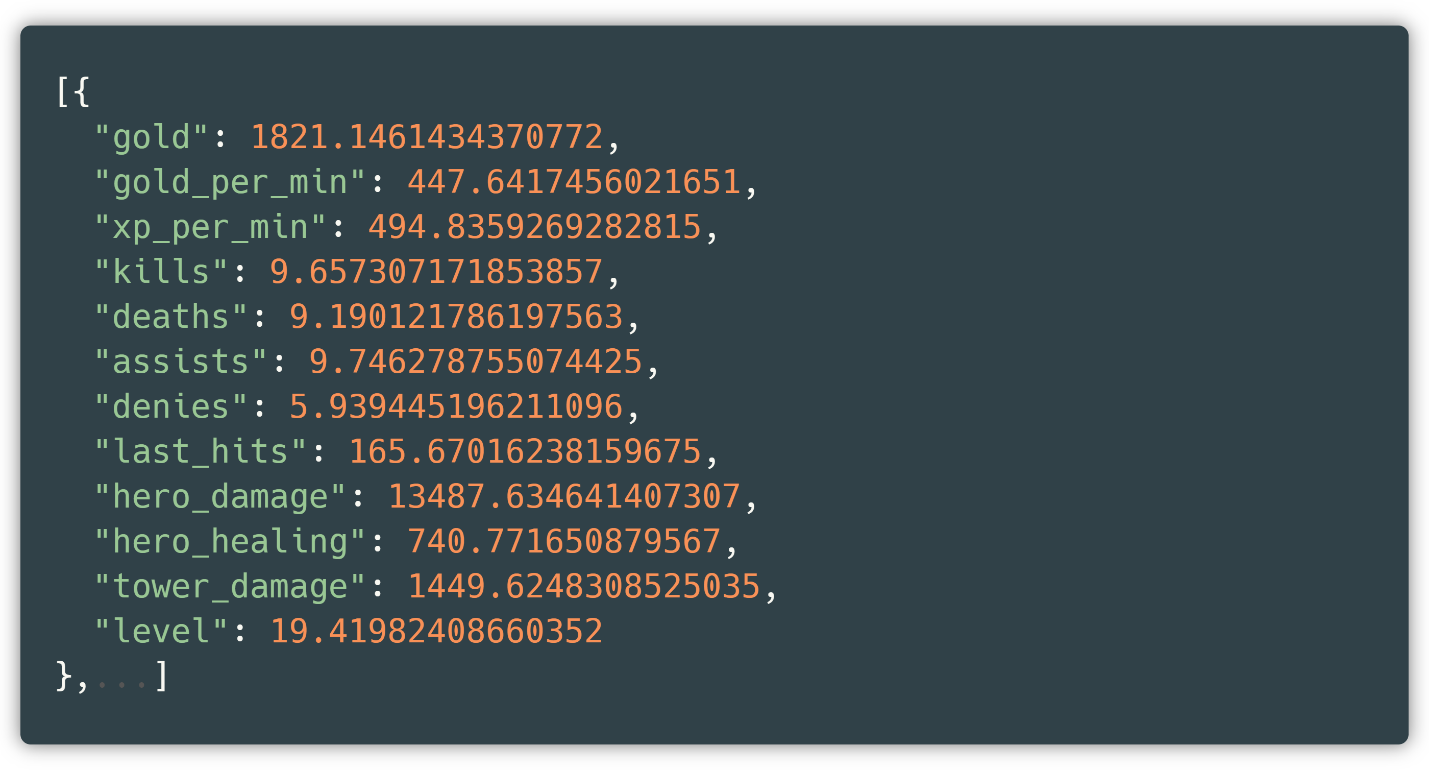 [{
"gold": 1821.1461434370772,
"gold_per_min": 447.6417456021651,
"xp_per_min": 494.8359269282815,
"kills": 9.657307171853857,
"deaths": 9.190121786197563,
"assists": 9.746278755074425,
"denies": 5.939445196211096,
"last_hits": 165.67016238159675,
"hero_damage": 13487.634641407307,
"hero_healing": 740.771650879567,
"tower_damage": 1449.6248308525035,
"level": 19.41982408660352
},...]